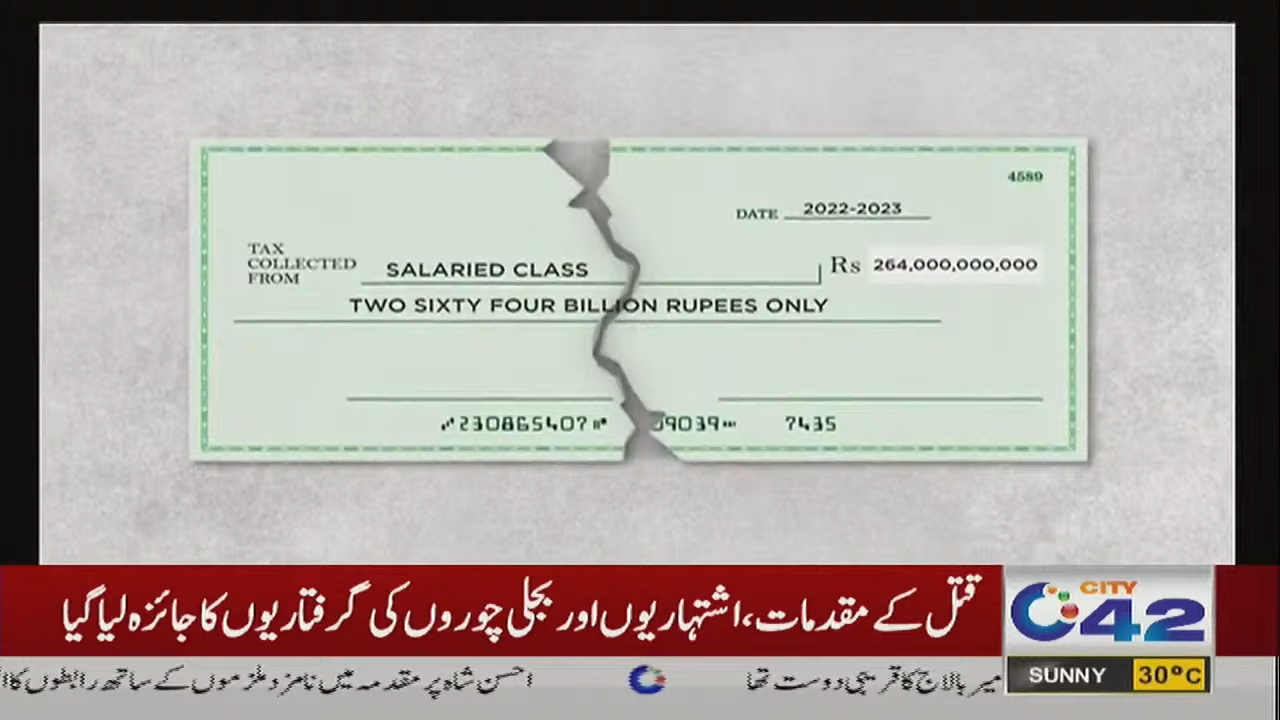 4589
DATE 2022-2023
TAX
COLLECTED
FROM
SALARIED CLASS
Rs 264,000,000,000
TWO SIXTY FOUR BILLION RUPEES ONLY
230865407
09039
7435
قتل کے مقدمات، اشتہاریوں اور بجلی چوروں کی گرفتاریوں کا جائزہ لیا گیا
CITY
42
میر بالاج کا قریبی دوست تھا
احسن شاہ پر مقدمہ میں نامزد ملزموں کے ساتھ رابطوں کا
SUNNY 30°C